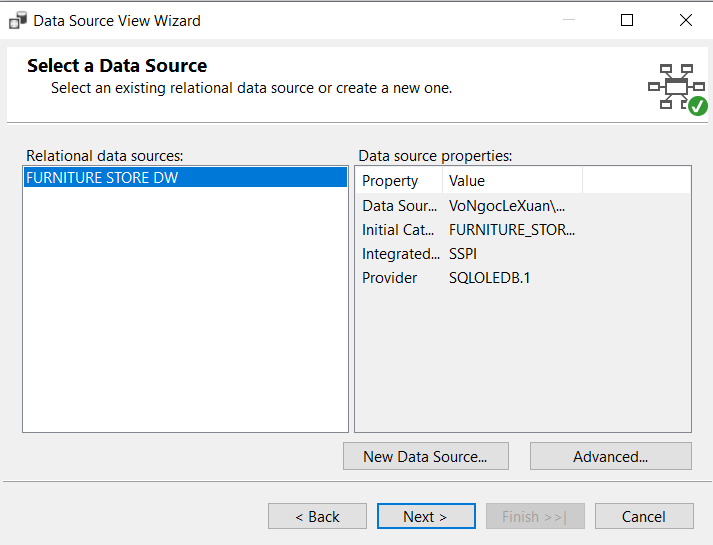 Data Source View Wizard
Select a Data Source
Select an existing relational data source or create a new one.
Relational data sources:
FURNITURE STORE DW
Data source properties:
Property Value
Data Sour... VoNgocLeXuan\...
Initial Cat... FURNITURE_STOR...
Integrated... SSPI
Provider SQLOLEDB.1
New Data Source... Advanced...
< Back Next > Finish >>| Cancel